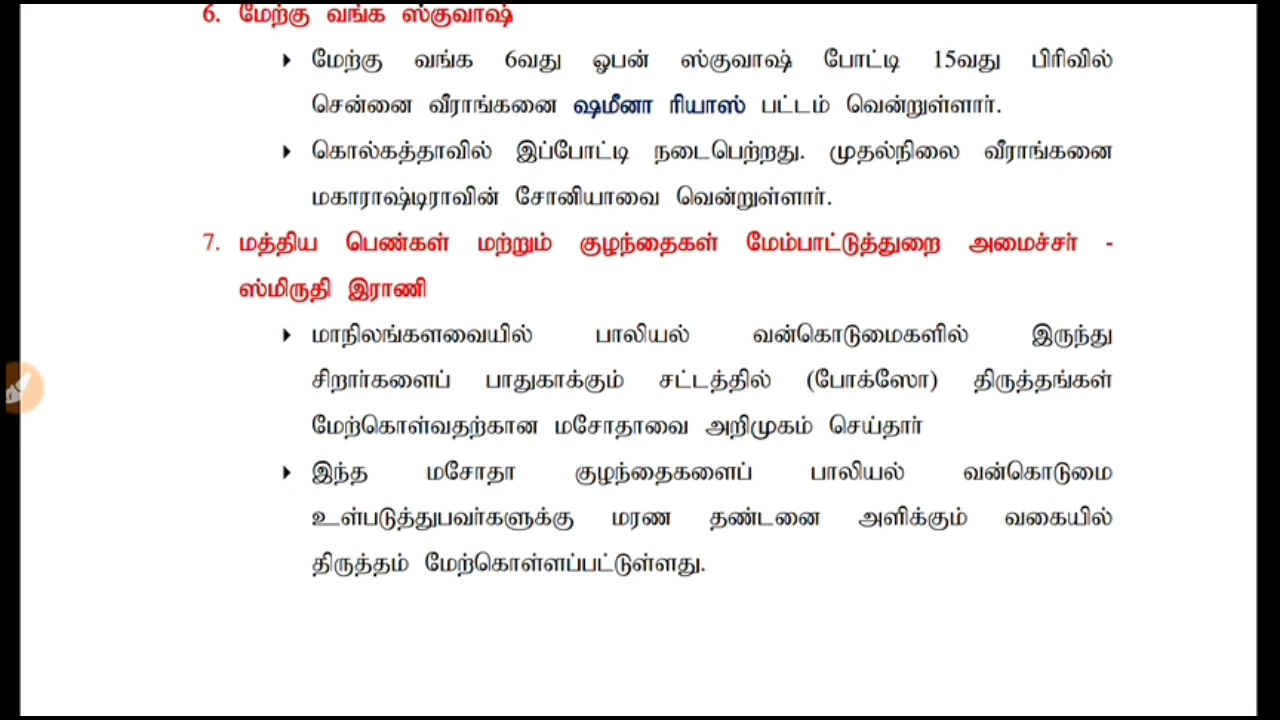 6. மேற்கு வங்க ஸ்குவாஷ்
மேற்கு வங்க 6வது ஓபன் ஸ்குவாஷ் போட்டி 15வது பிரிவில்
சென்னை வீராங்கனை ஷமீனா ரியாஸ் பட்டம் வென்றுள்ளார்.
கொல்கத்தாவில் இப்போட்டி நடைபெற்றது. முதல்நிலை வீராங்கனை
மகாராஷ்டிராவின் சோனியாவை வென்றுள்ளார்.
7. மத்திய பெண்கள் மற்றும் குழந்தைகள் மேம்பாட்டுத்துறை அமைச்சர் -
ஸ்மிருதி இராணி
மாநிலங்களவையில் பாலியல் வன்கொடுமைகளில் இருந்து
சிறார்களைப் பாதுகாக்கும் சட்டத்தில் (போக்ஸோ) திருத்தங்கள்
மேற்கொள்வதற்கான மசோதாவை அறிமுகம் செய்தார்
இந்த மசோதா குழந்தைகளைப் பாலியல் வன்கொடுமை
உள்படுத்துபவர்களுக்கு மரண தண்டனை அளிக்கும் வகையில்
திருத்தம் மேற்கொள்ளப்பட்டுள்ளது.